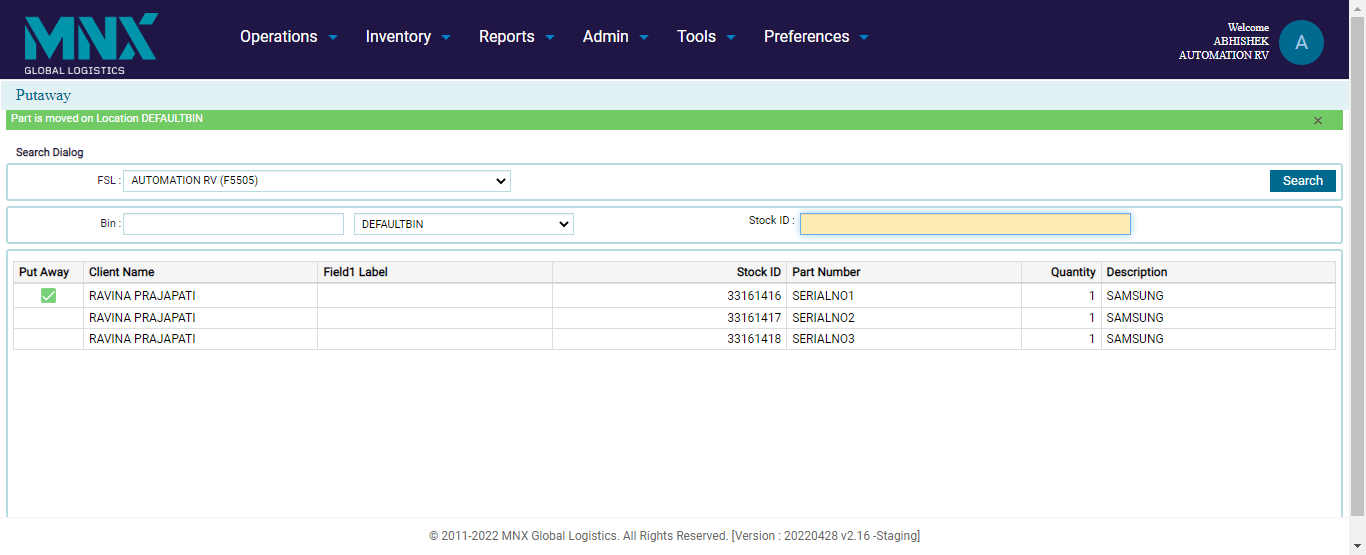 MNX
GLOBAL LOGISTICS
Operations Inventory Reports Admin Tools Preferences
Welcome
ABHISHEK
AUTOMATION RV
A
Putaway
Part is moved on Location DEFAULTBIN ×
Search Dialog
FSL : AUTOMATION RV (F5505) Search
Bin : DEFAULTBIN Stock ID :
Put Away Client Name Field1 Label Stock ID Part Number Quantity Description
RAVINA PRAJAPATI 33161416 SERIALNO1 1 SAMSUNG
RAVINA PRAJAPATI 33161417 SERIALNO2 1 SAMSUNG
RAVINA PRAJAPATI 33161418 SERIALNO3 1 SAMSUNG
© 2011-2022 MNX Global Logistics. All Rights Reserved. [Version : 20220428 v2.16 -Staging]